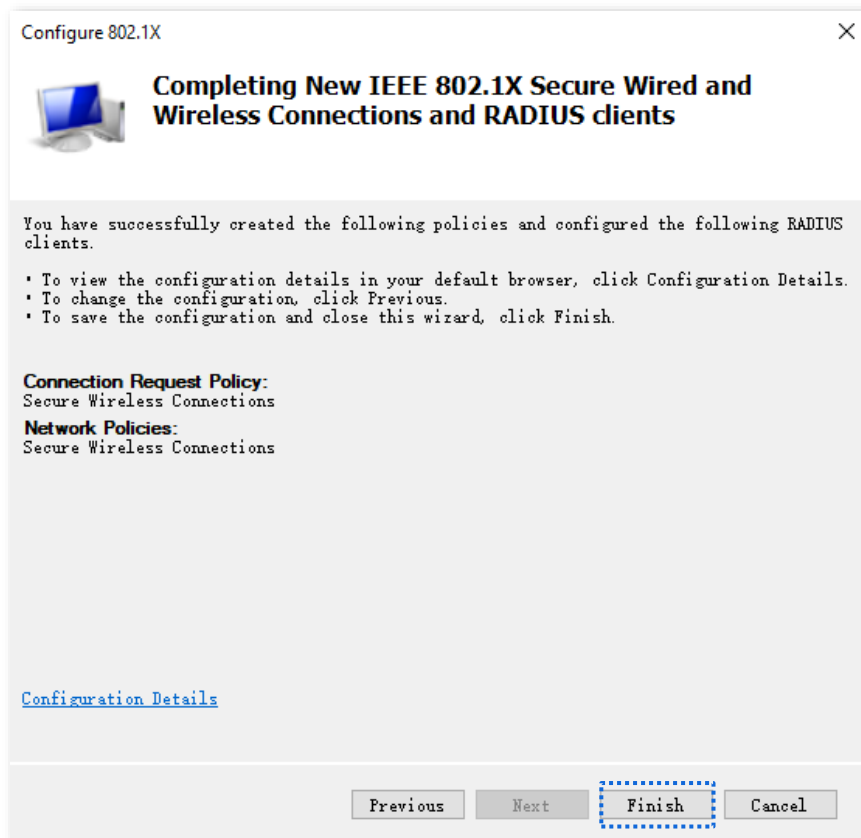 Configure 802.1X
Completing New IEEE 802.1X Secure Wired and
Wireless Connections and RADIUS clients
You have successfully created the following policies and configured the following RADIUS
clients.
• To view the configuration details in your default browser, click Configuration Details.
• To change the configuration, click Previous.
• To save the configuration and close this wizard, click Finish.
Connection Request Policy:
Secure Wireless Connections
Network Policies:
Secure Wireless Connections
Configuration Details
Previous Next Finish Cancel